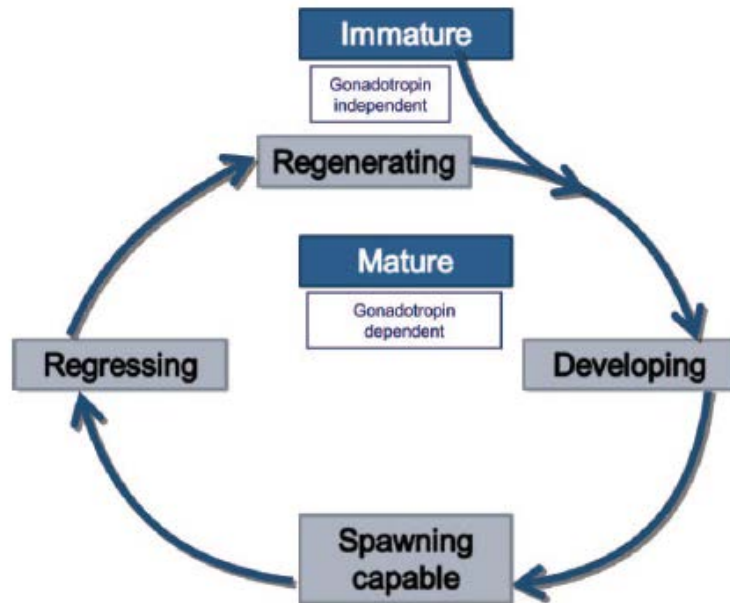 Immature
Gonadotropin
independent
Regenerating
Mature
Gonadotropin
dependent
Regressing
Developing
Spawning
capable